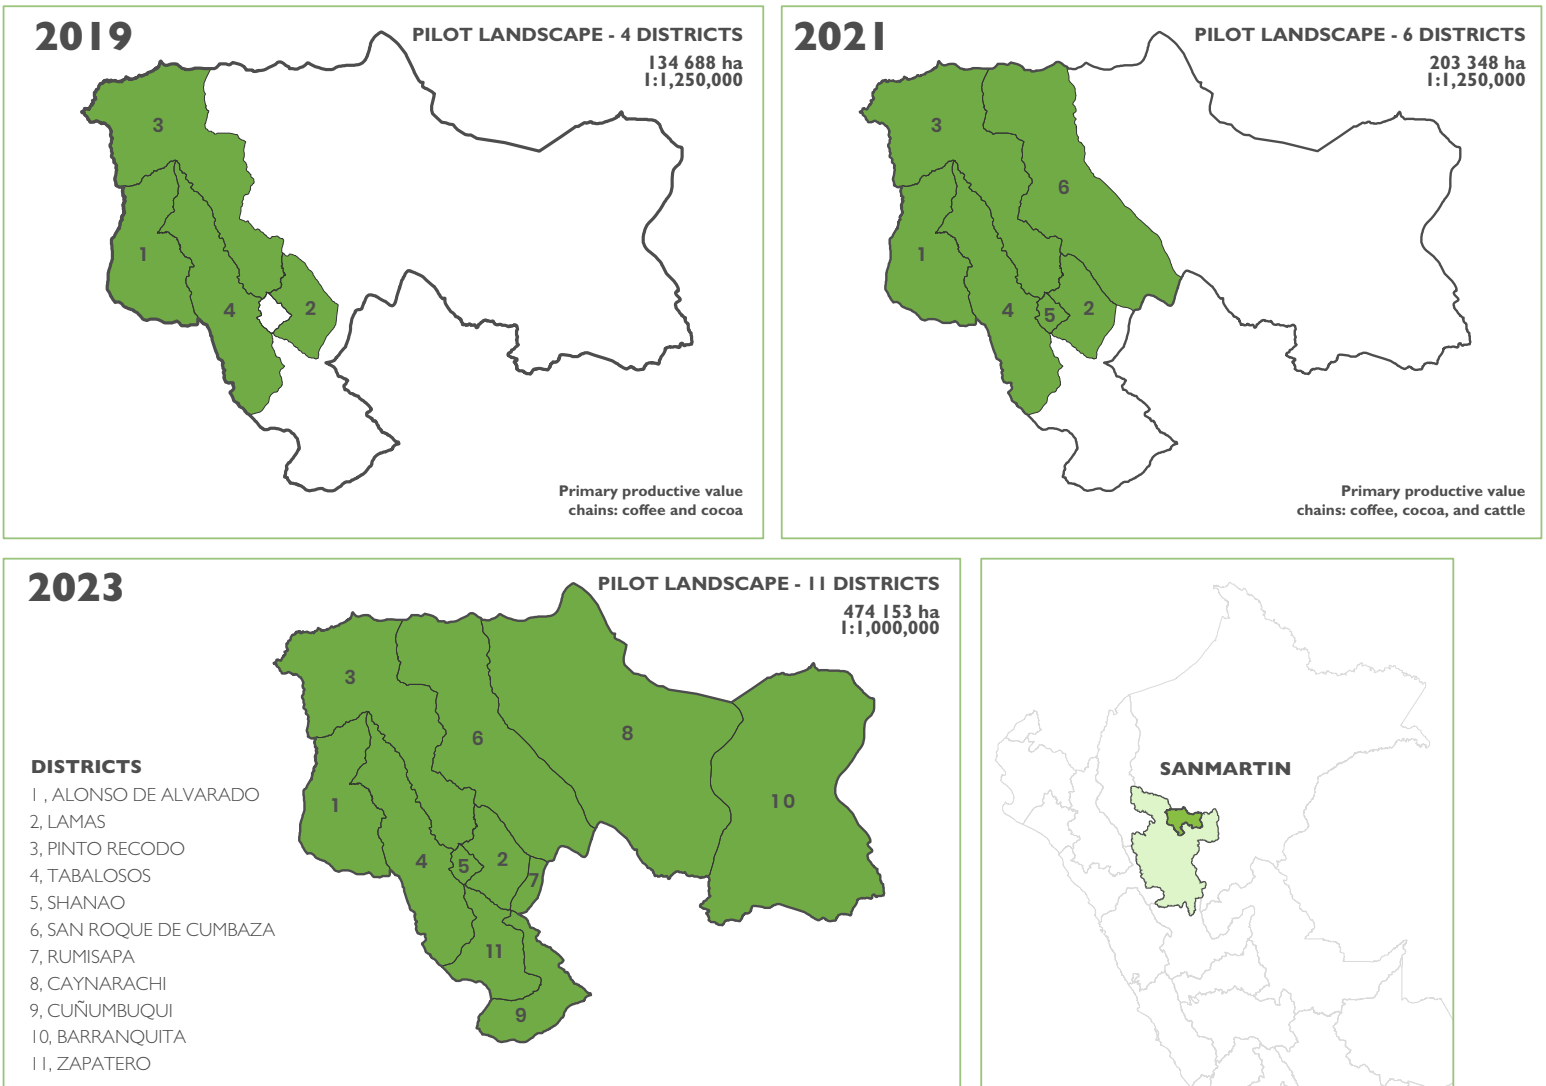 2019
PILOT LANDSCAPE - 4 DISTRICTS
134 688 ha
1:1,250,000
3
1
4
2
Primary productive value
chains: coffee and cocoa
2021
PILOT LANDSCAPE - 6 DISTRICTS
203 348 ha
1:1,250,000
3
6
1
4
5
2
Primary productive value
chains: coffee, cocoa, and cattle
2023
PILOT LANDSCAPE - 11 DISTRICTS
474 153 ha
1:1,000,000
3
6
8
10
1
4
5
2
7
11
9
DISTRICTS
1 , ALONSO DE ALVARADO
2, LAMAS
3, PINTO RECODO
4, TABALOSOS
5, SHANAO
6, SAN ROQUE DE CUMBAZA
7, RUMISAPA
8, CAYNARACHI
9, CUÑUMBUQUI
10, BARRANQUITA
11, ZAPATERO
SANMARTIN